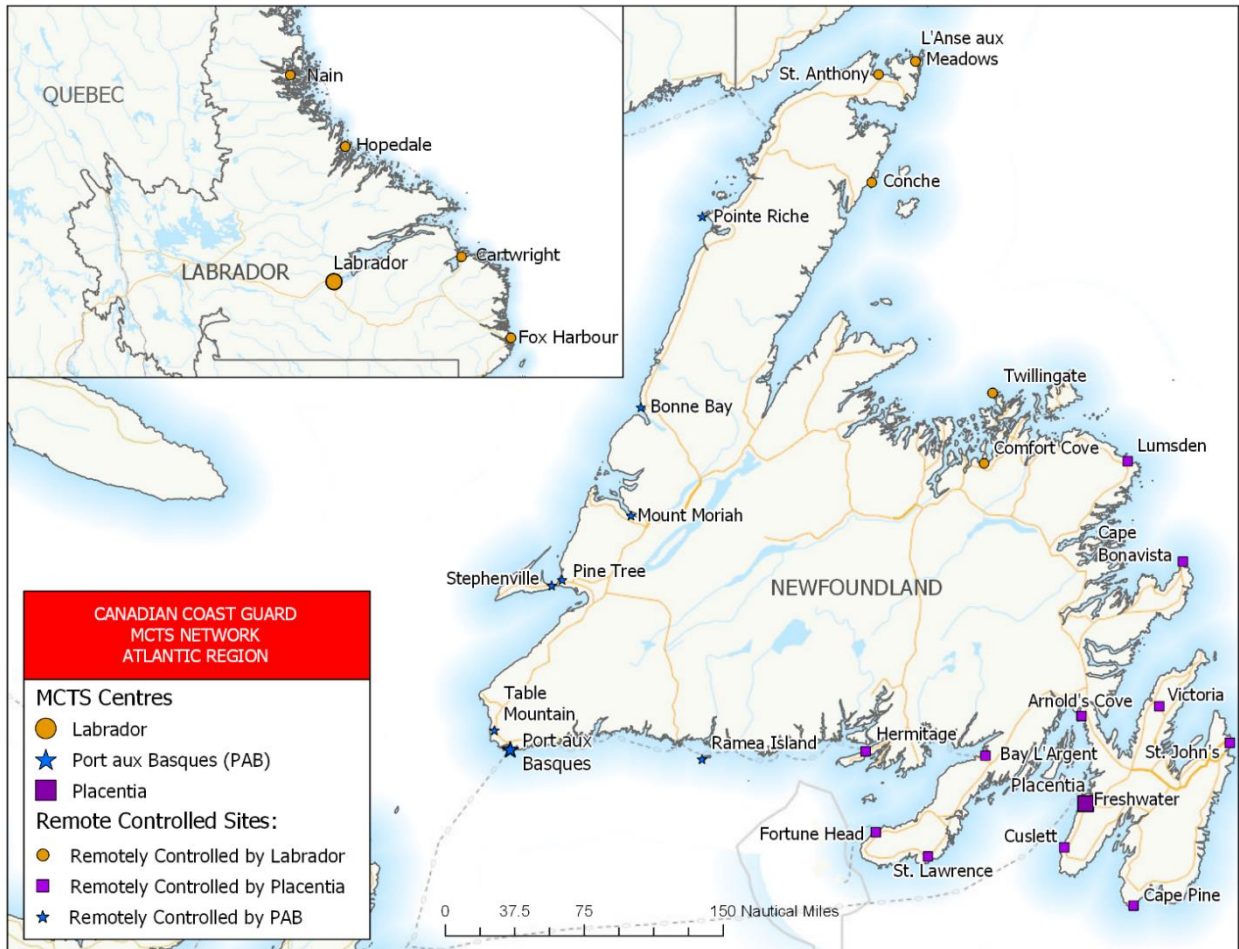 QUEBEC
Nain
Hopedale
Cartwright
Labrador
LABRADOR
Fox Harbour
L'Anse aux
Meadows
St. Anthony
Conche
Pointe Riche
Twillingate
Bonne Bay
Comfort Cove
Lumsden
Mount Moriah
Cape
Bonavista
Pine Tree
Stephenville
NEWFOUNDLAND
Table
Mountain
Port aux
Basques
Ramea Island
Hermitage
Arnold's Cove
Victoria
Bay L'Argent
St. John's
Placentia
Freshwater
Fortune Head
Cuslett
St. Lawrence
Cape Pine
CANADIAN COAST GUARD
MCTS NETWORK
ATLANTIC REGION
MCTS Centres
Labrador
Port aux Basques (PAB)
Placentia
Remote Controlled Sites:
Remotely Controlled by Labrador
Remotely Controlled by Placentia
Remotely Controlled by PAB
0 37.5 75 150 Nautical Miles